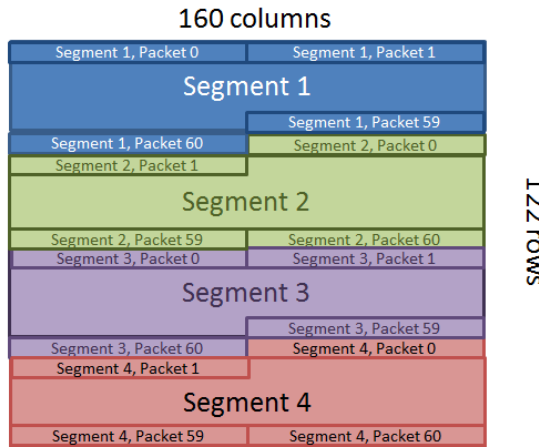 160 columns
Segment 1, Packet 0 Segment 1, Packet 1
Segment 1
Segment 1, Packet 59
Segment 1, Packet 60 Segment 2, Packet 0
Segment 2, Packet 1
Segment 2
Segment 2, Packet 59 Segment 2, Packet 60
Segment 3, Packet 0 Segment 3, Packet 1
Segment 3
Segment 3, Packet 59
Segment 3, Packet 60 Segment 4, Packet 0
Segment 4, Packet 1
Segment 4
Segment 4, Packet 59 Segment 4, Packet 60
122 rows